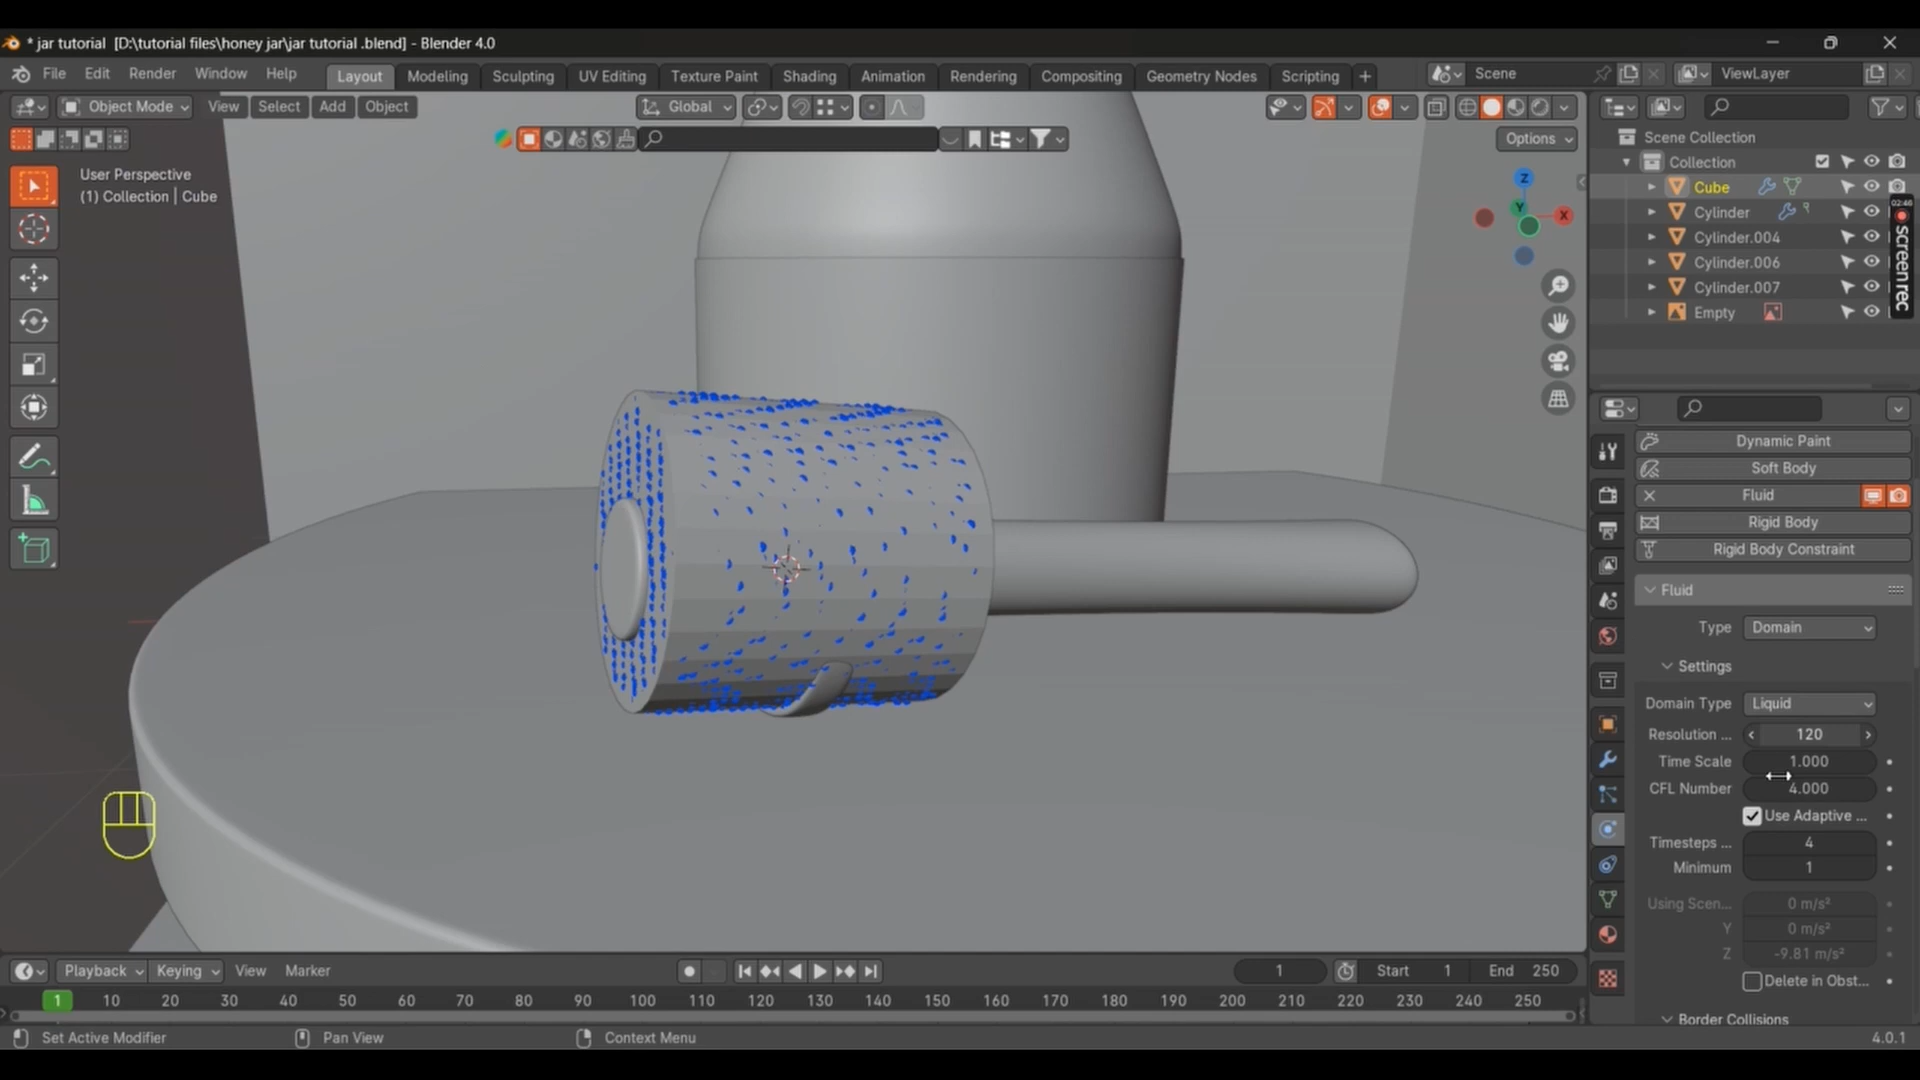 * jar tutorial [D:\tutorial files\honey jar\jar tutorial .blend] - Blender 4.0
File Edit Render Window Help Layout Modeling Sculpting UV Editing Texture Paint Shading Animation Rendering Compositing Geometry Nodes Scripting + Scene ViewLayer
Object Mode View Select Add Object Global
Options
User Perspective
(1) Collection | Cube
Z
Y
X
Scene Collection
Collection
Cube
Cylinder
Cylinder.004
Cylinder.006
Cylinder.007
Empty
02:46
screenrec
Dynamic Paint
Soft Body
Fluid
Rigid Body
Rigid Body Constraint
Fluid
Type Domain
Settings
Domain Type Liquid
Resolution ... 120
Time Scale 1.000
CFL Number 4.000
Use Adaptive ...
Timesteps ... 4
Minimum 1
Using Scen... 0 m/s²
Y 0 m/s²
Z -9.81 m/s²
Delete in Obst...
Border Collisions
Playback Keying View Marker 1 Start 1 End 250
1 10 20 30 40 50 60 70 80 90 100 110 120 130 140 150 160 170 180 190 200 210 220 230 240 250
Set Active Modifier Pan View Context Menu 4.0.1